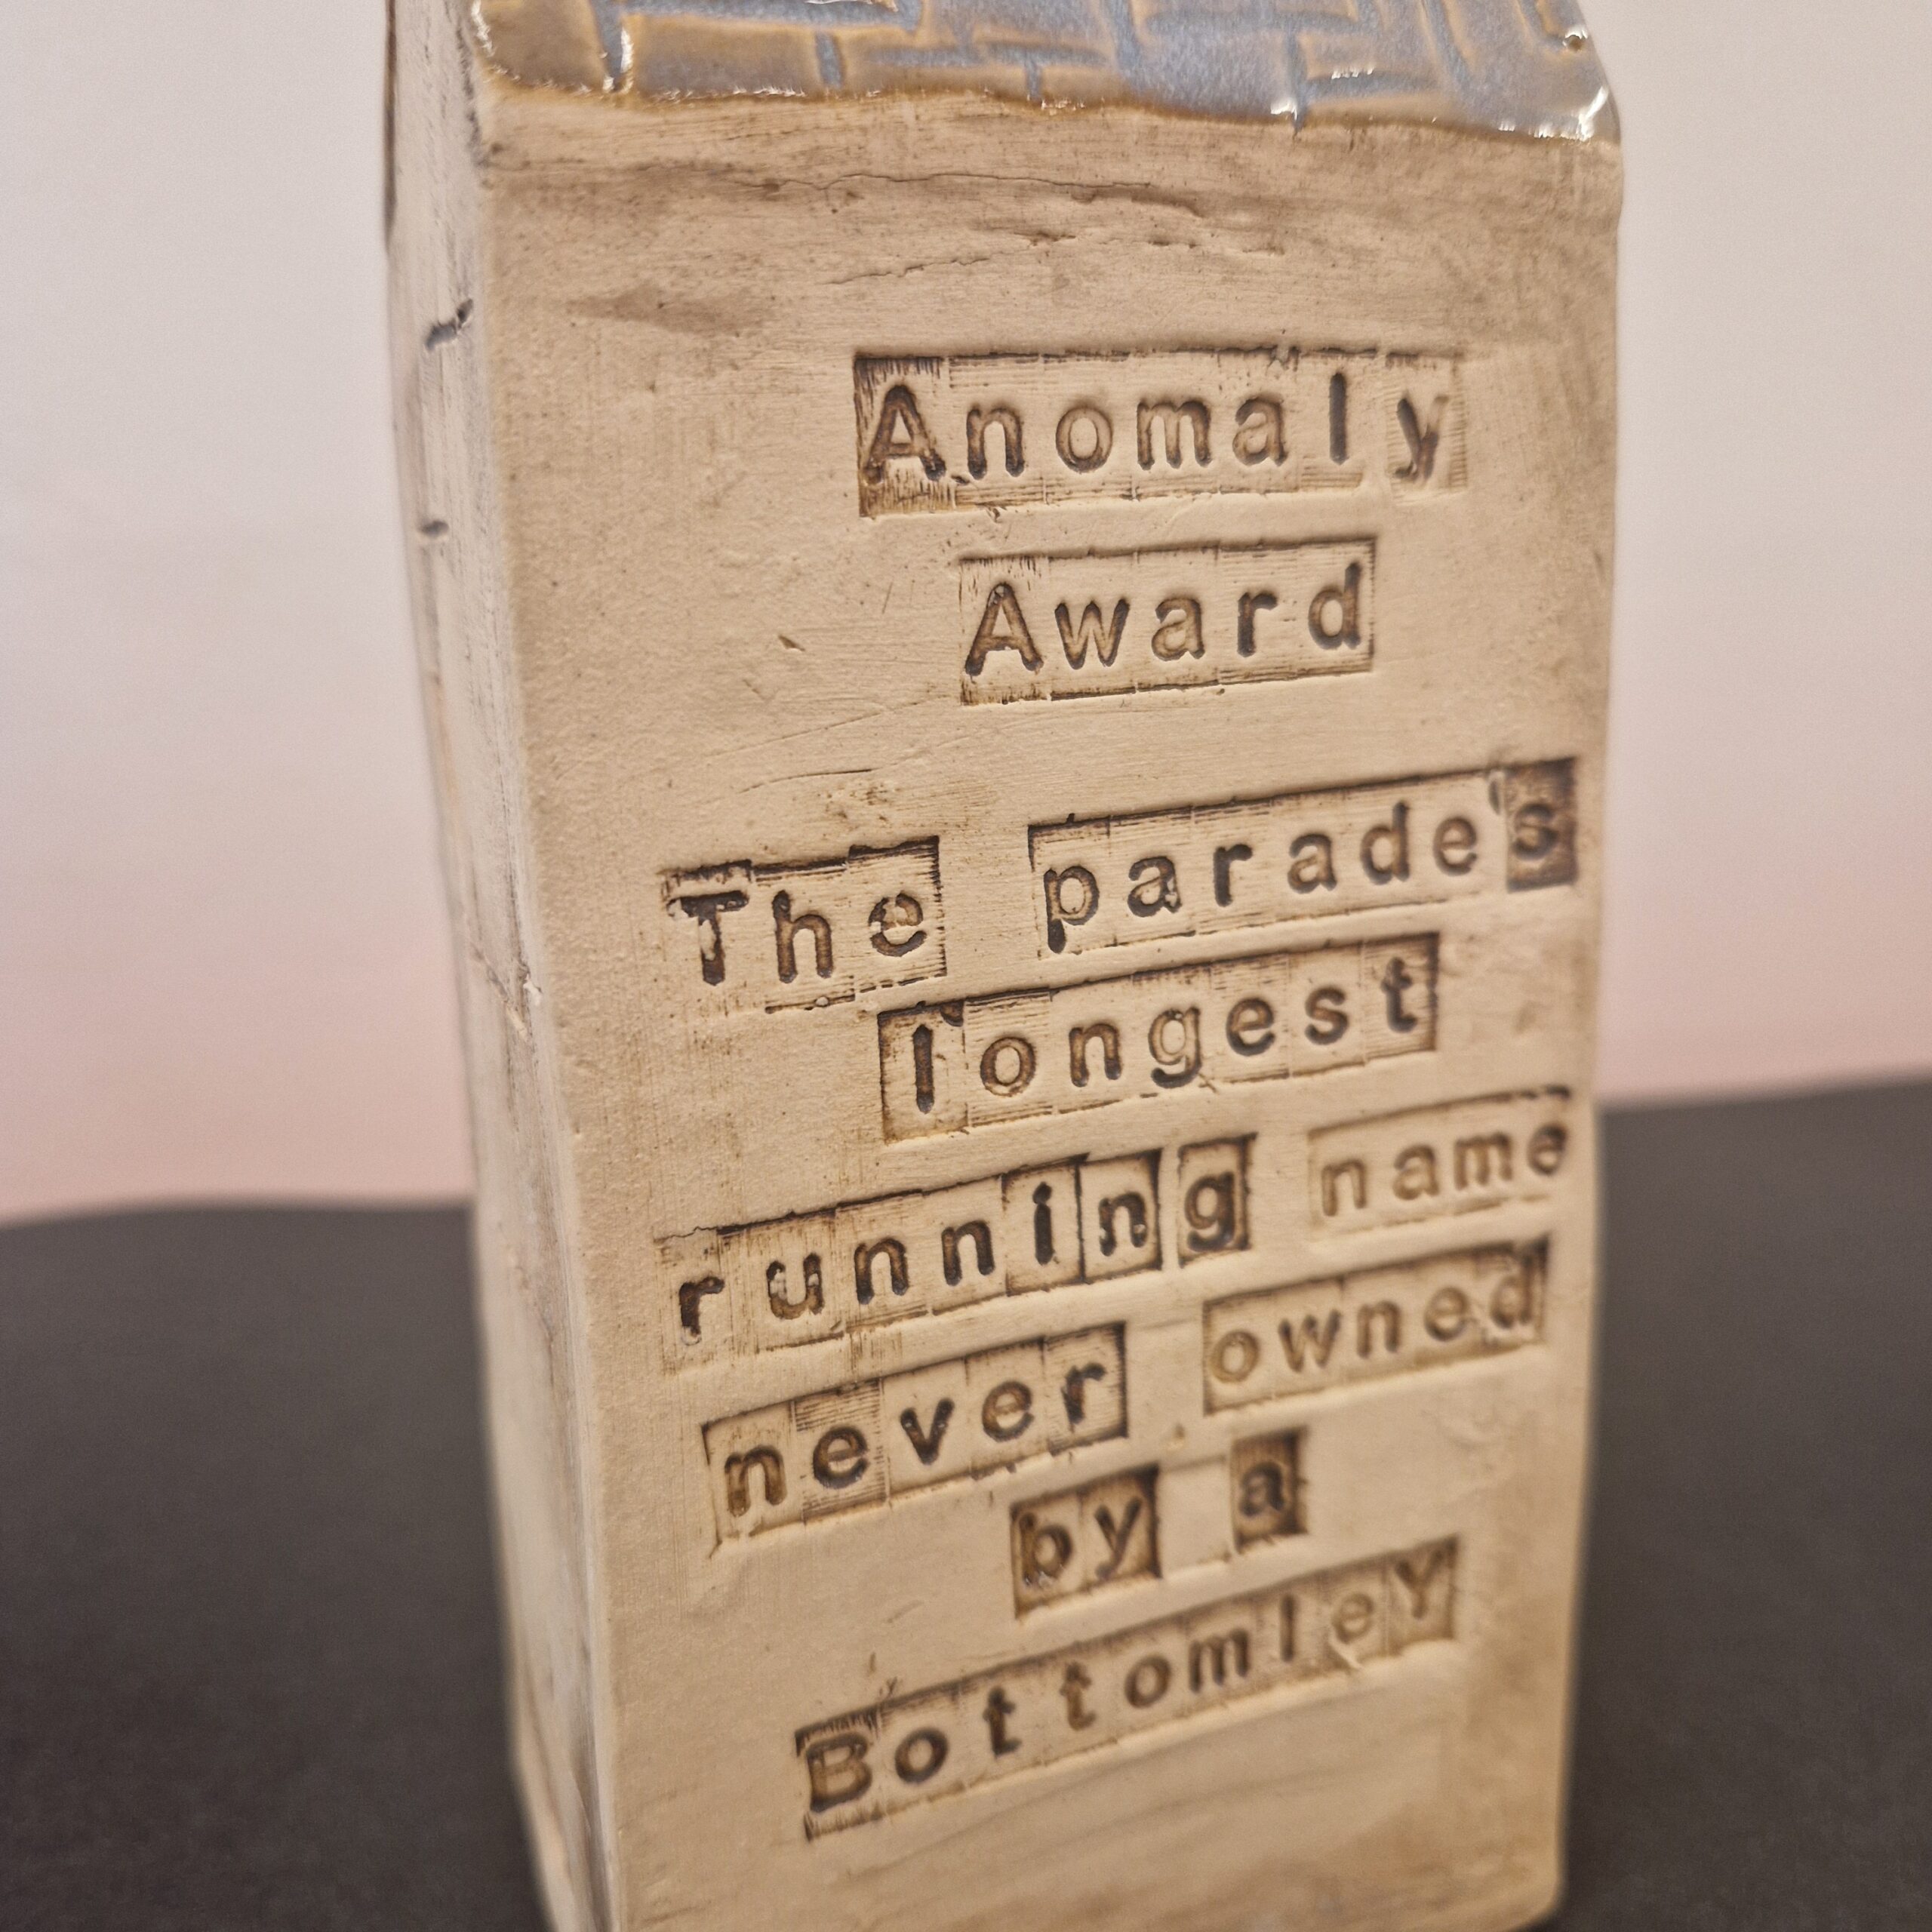 Anomaly
Award
The parade's
longest
running name
never owned
by a
BottomleY